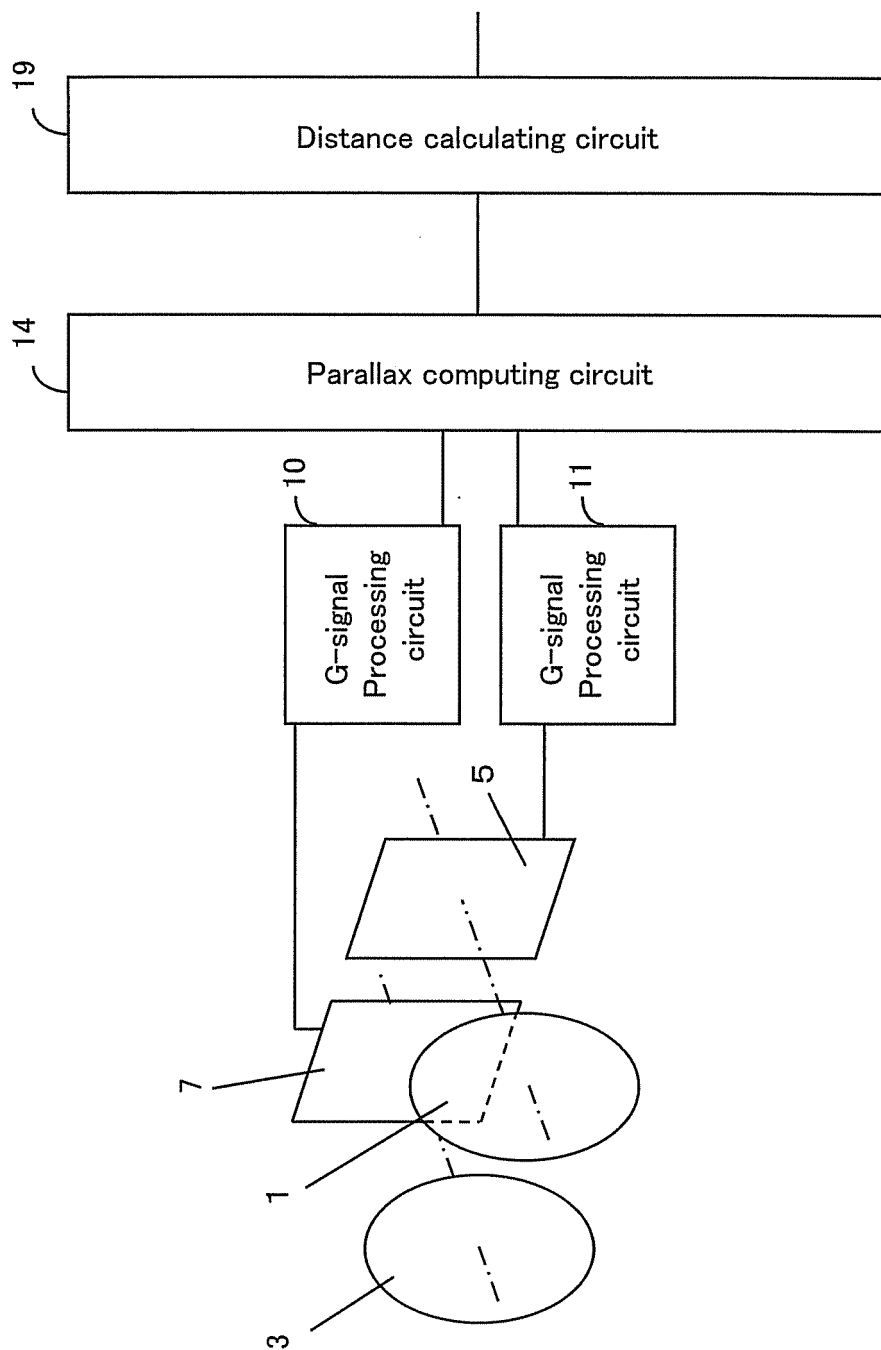 19
Distance calculating circuit
14
Parallax computing circuit
10
G-signal
Processing
circuit
11
G-signal
Processing
circuit
5
7
1
3